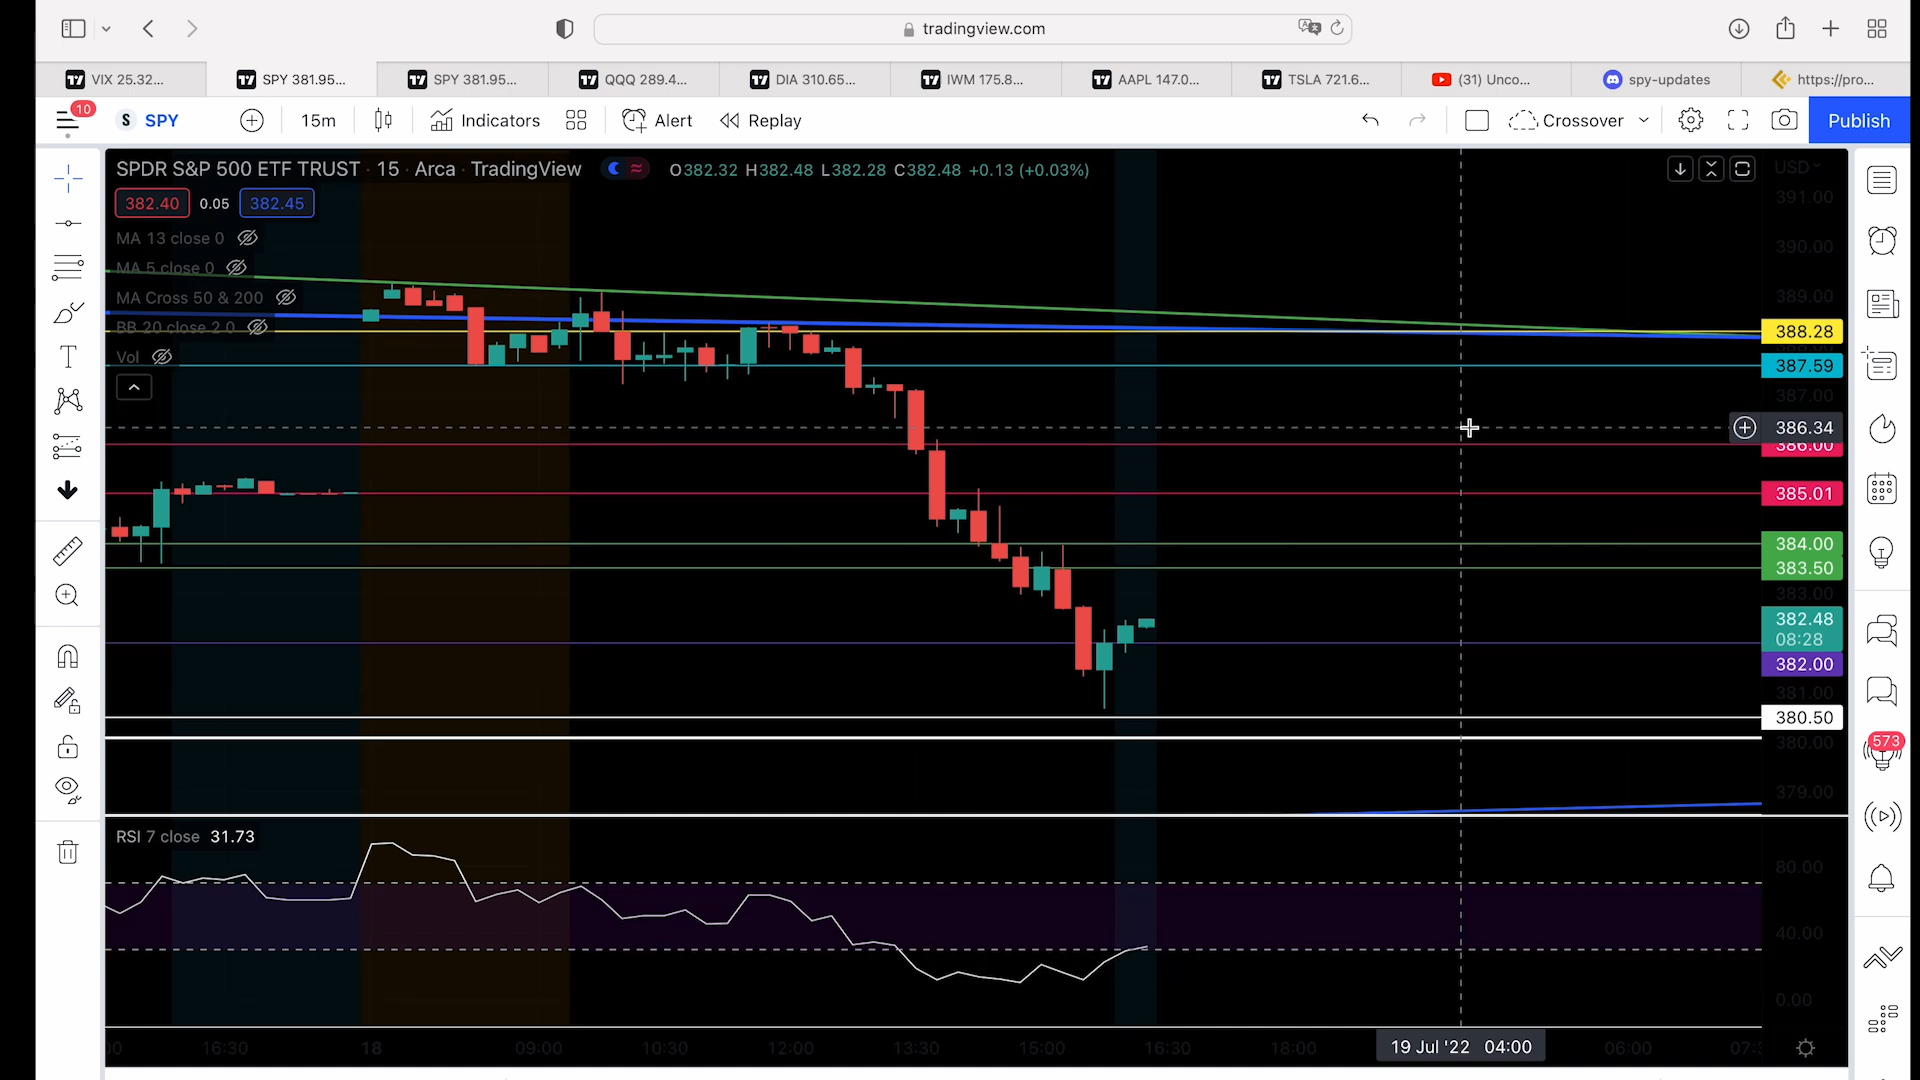 tradingview.com
VIX 25.32...
SPY 381.95...
SPY 381.95...
QQQ 289.4...
DIA 310.65...
IWM 175.8...
AAPL 147.0...
TSLA 721.6...
(31) Unco...
spy-updates
https://pro...
10
S SPY
15m
Indicators
Alert
Replay
Crossover
Publish
SPDR S&P 500 ETF TRUST · 15 · Arca · TradingView
O382.32 H382.48 L382.28 C382.48 +0.13 (+0.03%)
USD
382.40 0.05 382.45
MA 13 close 0
MA 5 close 0
MA Cross 50 & 200
BB 20 close 2 0
Vol
391.00
390.00
389.00
388.28
387.59
387.00
386.34
386.00
385.01
384.00
383.50
383.00
382.48
08:28
382.00
381.00
380.50
380.00
379.00
573
RSI 7 close 31.73
80.00
40.00
0.00
16:30
18
09:00
10:30
12:00
13:30
15:00
16:30
18:00
19 Jul '22 04:00
06:00